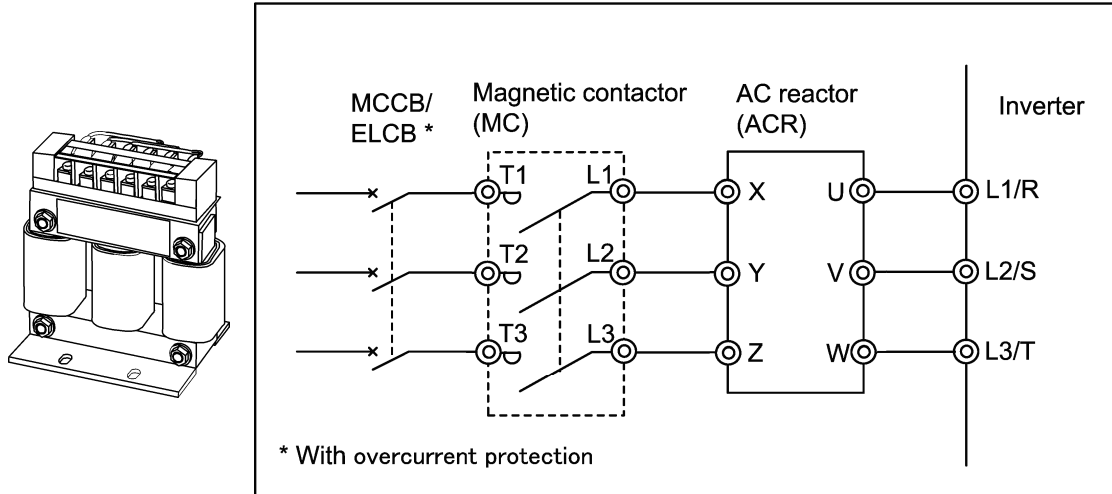 MCCB/
ELCB *
Magnetic contactor
(MC)
AC reactor
(ACR)
Inverter
T1 L1 X U L1/R
T2 L2 Y V L2/S
T3 L3 Z W L3/T
* With overcurrent protection